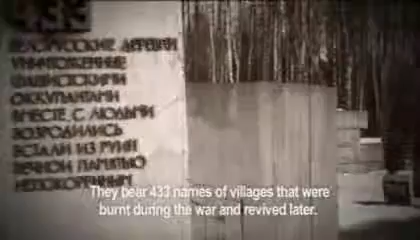 433
БЕЛОРУССКИЕ ДЕРЕВНИ
УНИЧТОЖЕННЫЕ
ФАШИСТСКИМИ
ОККУПАНТАМИ
ВМЕСТЕ С ЛЮДЬМИ
ВОЗРОДИЛИСЬ
ВСТАЛИ ИЗ РУИН
ВЕЧНОЙ ПАМЯТЬЮ
НЕПОКОРЕННЫМ
They bear 433 names of villages that were
burnt during the war and revived later.